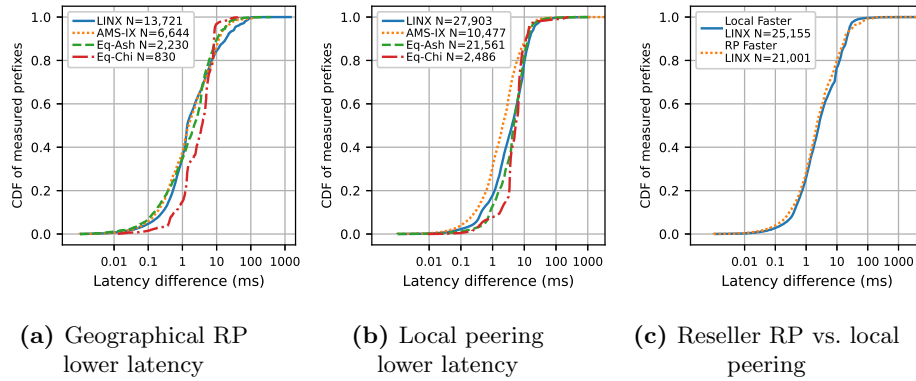 CDF of measured prefixes
1.0
0.8
0.6
0.4
0.2
0.0
LINX N=13,721
AMS-IX N=6,644
Eq-Ash N=2,230
Eq-Chi N=830
0.01 0.1 1 10 100 1000
Latency difference (ms)
CDF of measured prefixes
1.0
0.8
0.6
0.4
0.2
0.0
LINX N=27,903
AMS-IX N=10,477
Eq-Ash N=21,561
Eq-Chi N=2,486
0.01 0.1 1 10 100 1000
Latency difference (ms)
CDF of measured prefixes
1.0
0.8
0.6
0.4
0.2
0.0
Local Faster
LINX N=25,155
RP Faster
LINX N=21,001
0.01 0.1 1 10 100 1000
Latency difference (ms)
(a) Geographical RP
lower latency
(b) Local peering
lower latency
(c) Reseller RP vs. local
peering